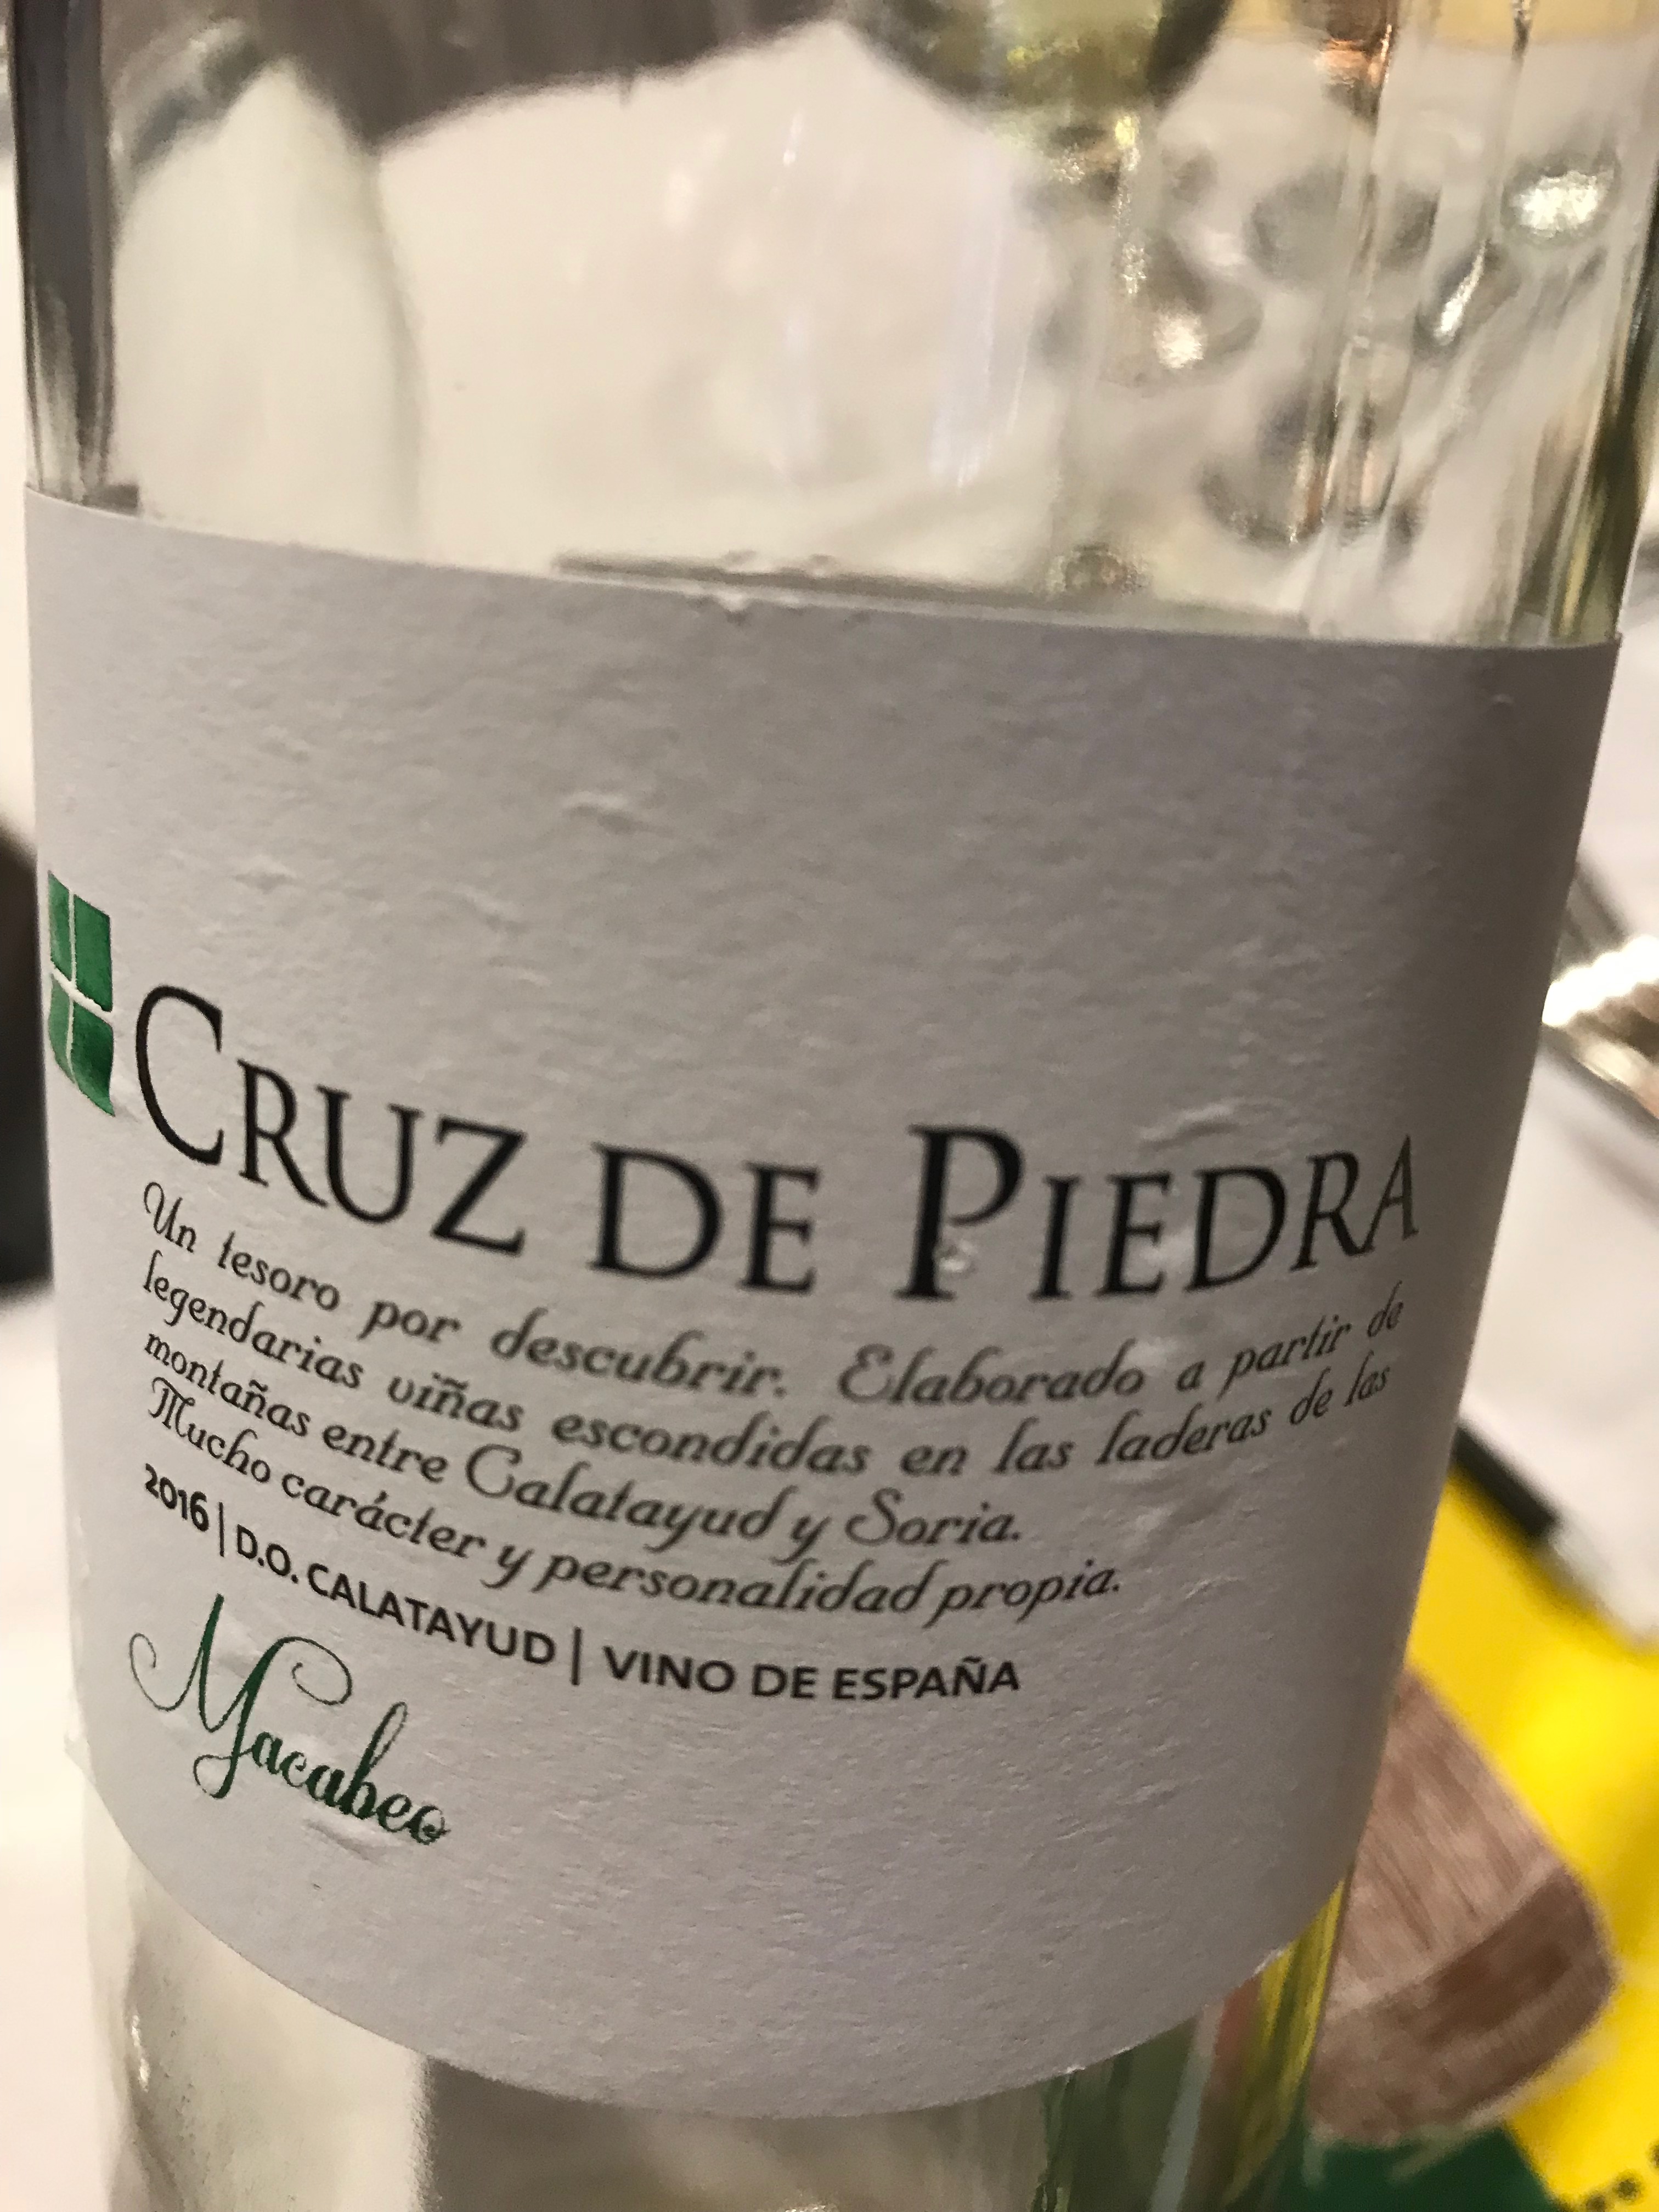 CRUZ DE PIEDRA
Un tesoro por descubrir. Elaborado a partir de
legendarias viñas escondidas en las laderas de las
montañas entre Calatayud y Soria.
Mucho carácter y personalidad propia.
2016 | D.O. CALATAYUD | VINO DE ESPAÑA
Macabeo